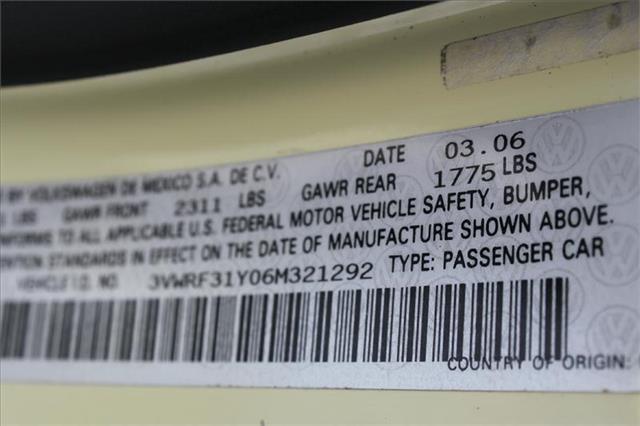 BY VOLKSWAGEN DE MEXICO S.A. DE C.V. DATE 03.06
LBS GAWR FRONT 2311 LBS GAWR REAR 1775 LBS
TO ALL APPLICABLE U.S. FEDERAL MOTOR VEHICLE SAFETY, BUMPER,
STANDARDS IN EFFECT ON THE DATE OF MANUFACTURE SHOWN ABOVE.
VEHICLE I.D. NO. 3VWRF31Y06M321292 TYPE: PASSENGER CAR
COUNTRY OF ORIGIN: